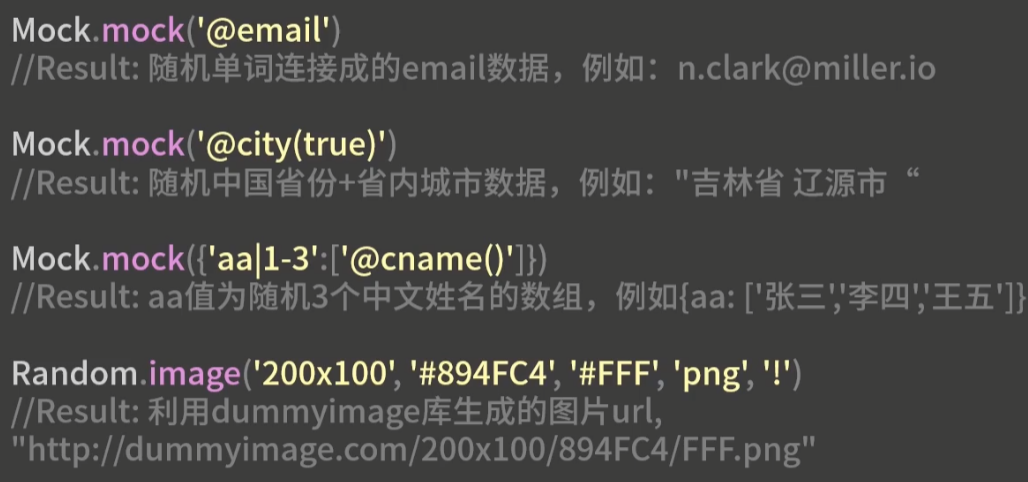 Mock.mock('@email')
//Result: 随机单词连接成的email数据，例如：n.clark@miller.io
Mock.mock('@city(true)')
//Result: 随机中国省份+省内城市数据，例如："吉林省 辽源市“
Mock.mock({'aa|1-3':['@cname()']})
//Result: aa值为随机3个中文姓名的数组，例如{aa: ['张三','李四','王五']}
Random.image('200x100', '#894FC4', '#FFF', 'png', '!')
//Result: 利用dummyimage库生成的图片url,
"http://dummyimage.com/200x100/894FC4/FFF.png"